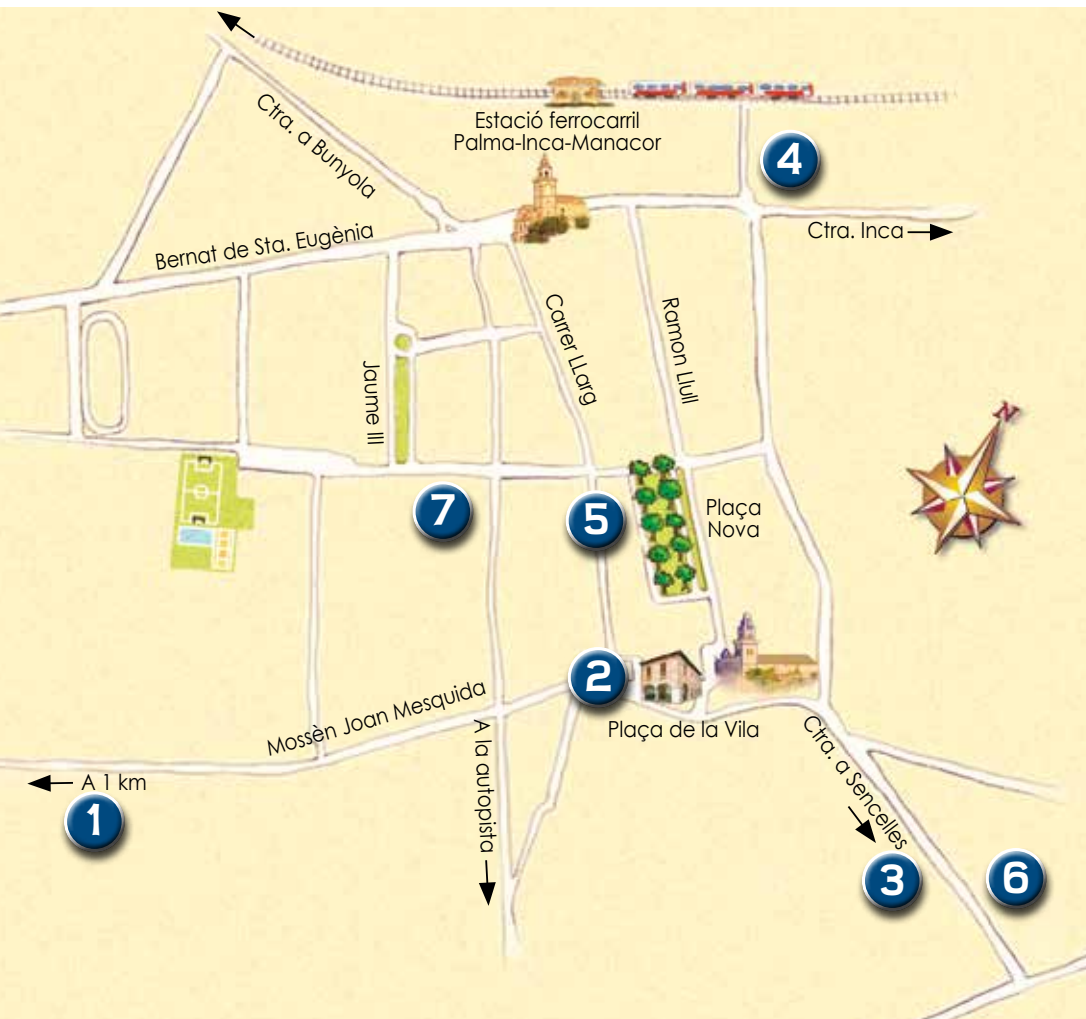 Ctra. a Bunyola
Estació ferrocarril
Palma-Inca-Manacor
4
Ctra. Inca
Bernat de Sta. Eugènia
Carrer LLarg
Ramon Llull
Jaume III
N
7
5
Plaça
Nova
2
Mossèn Joan Mesquida
Plaça de la Vila
A la autopista
Ctra. a Sencelles
A 1 km
1
3
6